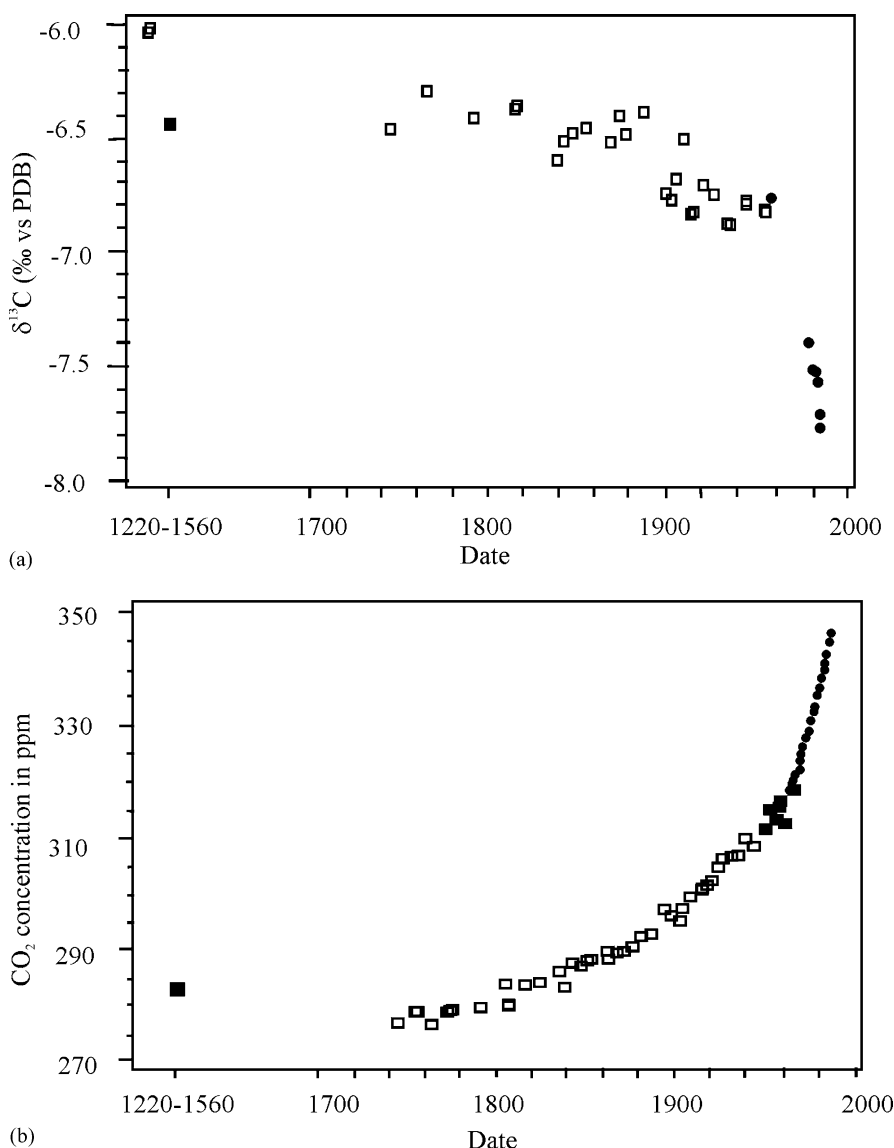 -6.0
-6.5
-7.0
-7.5
-8.0
δ¹³C (‰ vs PDB)
1220-1560 1700 1800 1900 2000
Date
(a)
350
330
310
290
270
CO₂ concentration in ppm
1220-1560 1700 1800 1900 2000
Date
(b)